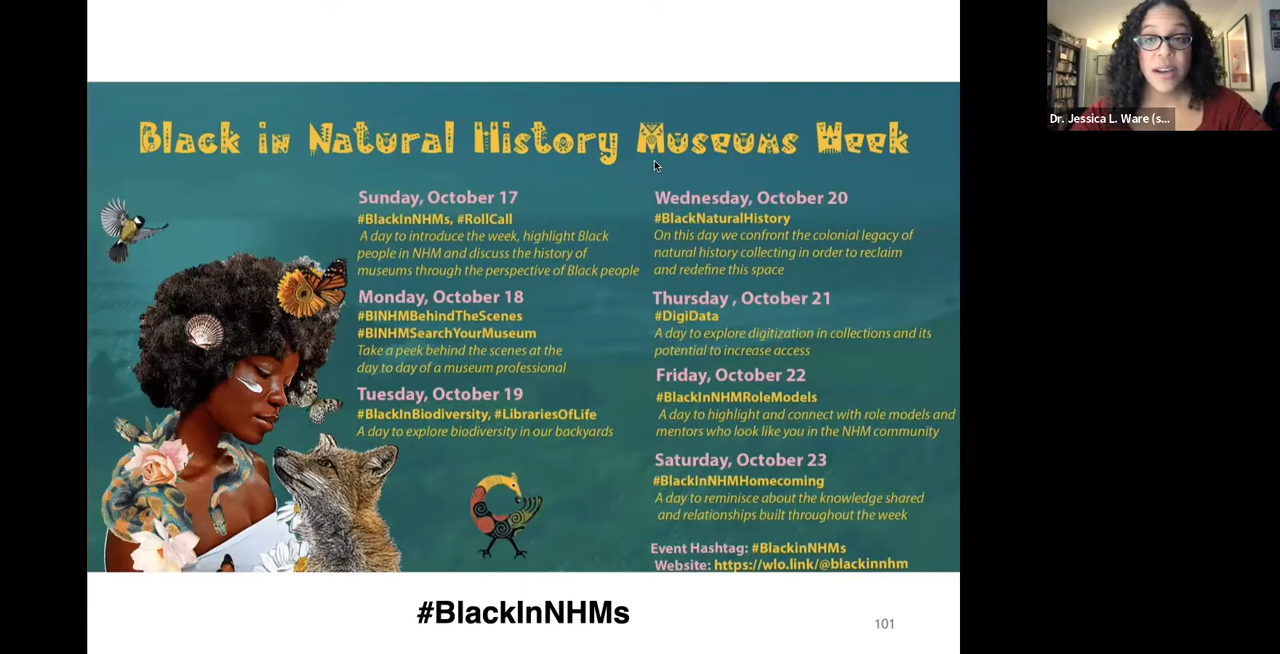 Black in Natural History Museums Week
Sunday, October 17
#BlackInNHMs, #RollCall
A day to introduce the week, highlight Black
people in NHM and discuss the history of
museums through the perspective of Black people
Monday, October 18
#BINHMBehindTheScenes
#BINHMSearchYourMuseum
Take a peek behind the scenes at the
day to day of a museum professional
Tuesday, October 19
#BlackInBiodiversity, #LibrariesOfLife
A day to explore biodiversity in our backyards
Wednesday, October 20
#BlackNaturalHistory
On this day we confront the colonial legacy of
natural history collecting in order to reclaim
and redefine this space
Thursday , October 21
#DigiData
A day to explore digitization in collections and its
potential to increase access
Friday, October 22
#BlackInNHMRoleModels
A day to highlight and connect with role models and
mentors who look like you in the NHM community
Saturday, October 23
#BlackInNHMHomecoming
A day to reminisce about the knowledge shared
and relationships built throughout the week
Event Hashtag: #BlackinNHMs
Website: https://wlo.link/@blackinnhm
#BlackInNHMs
101
Dr. Jessica L. Ware (s...